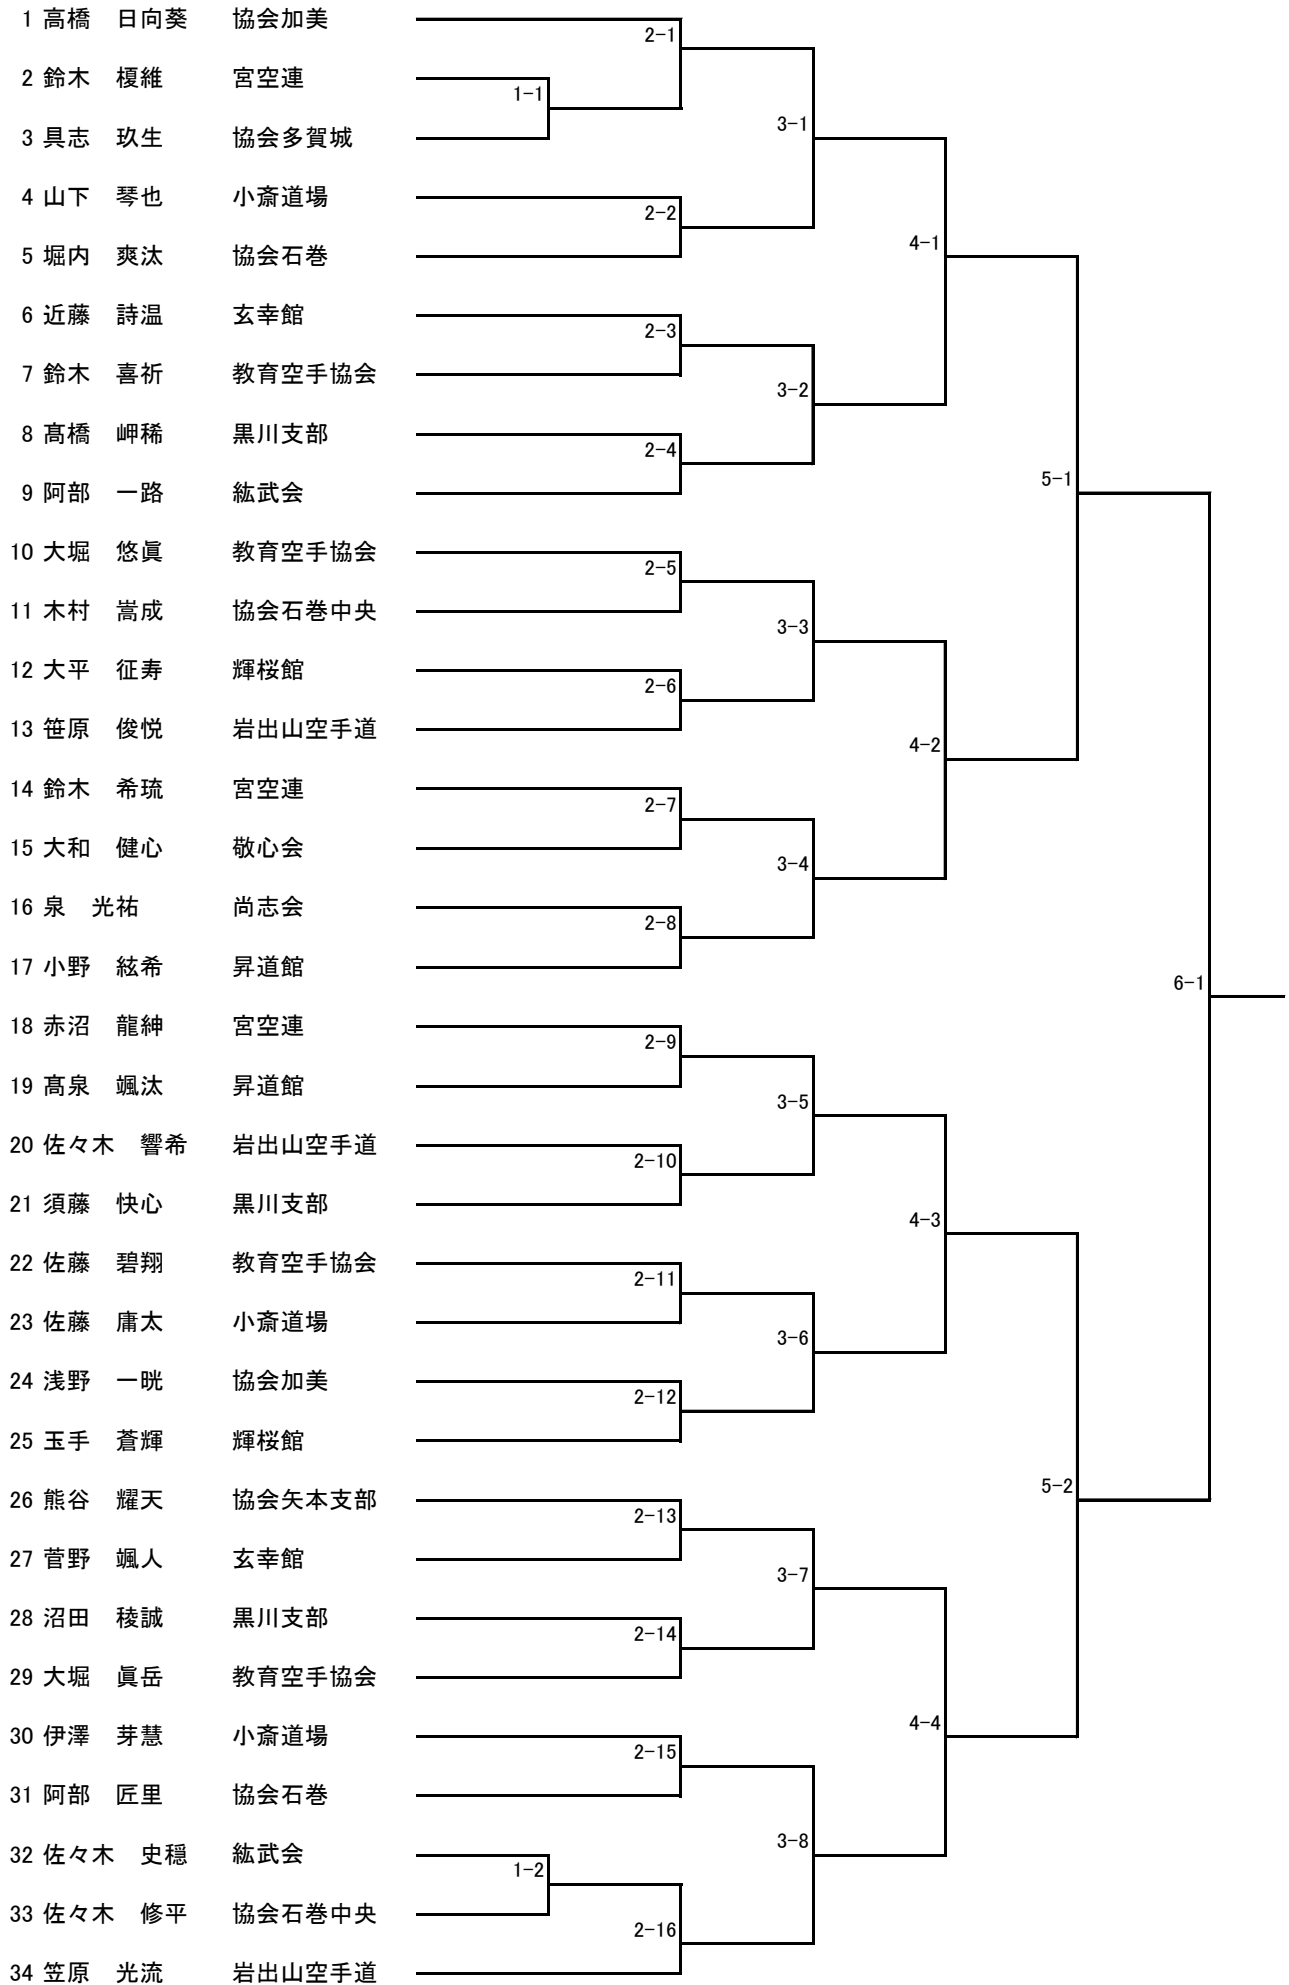 1 高橋　日向葵　協会加美
2-1
2 鈴木　榎維　宮空連
1-1
3 具志　玖生　協会多賀城
3-1
4 山下　琴也　小斎道場
2-2
5 堀内　爽汰　協会石巻
4-1
6 近藤　詩温　玄幸館
2-3
7 鈴木　喜祈　教育空手協会
3-2
8 髙橋　岬稀　黒川支部
2-4
9 阿部　一路　紘武会
5-1
10 大堀　悠眞　教育空手協会
2-5
11 木村　嵩成　協会石巻中央
3-3
12 大平　征寿　輝桜館
2-6
13 笹原　俊悦　岩出山空手道
4-2
14 鈴木　希琉　宮空連
2-7
15 大和　健心　敬心会
3-4
16 泉　光祐　尚志会
2-8
17 小野　絃希　昇道館
6-1
18 赤沼　龍紳　宮空連
2-9
19 髙泉　颯汰　昇道館
3-5
20 佐々木　響希　岩出山空手道
2-10
21 須藤　快心　黒川支部
4-3
22 佐藤　碧翔　教育空手協会
2-11
23 佐藤　庸太　小斎道場
3-6
24 浅野　一晄　協会加美
2-12
25 玉手　蒼輝　輝桜館
5-2
26 熊谷　耀天　協会矢本支部
2-13
27 菅野　颯人　玄幸館
3-7
28 沼田　稜誠　黒川支部
2-14
29 大堀　眞岳　教育空手協会
4-4
30 伊澤　芽慧　小斎道場
2-15
31 阿部　匠里　協会石巻
3-8
32 佐々木　史穏　紘武会
1-2
33 佐々木　修平　協会石巻中央
2-16
34 笠原　光流　岩出山空手道